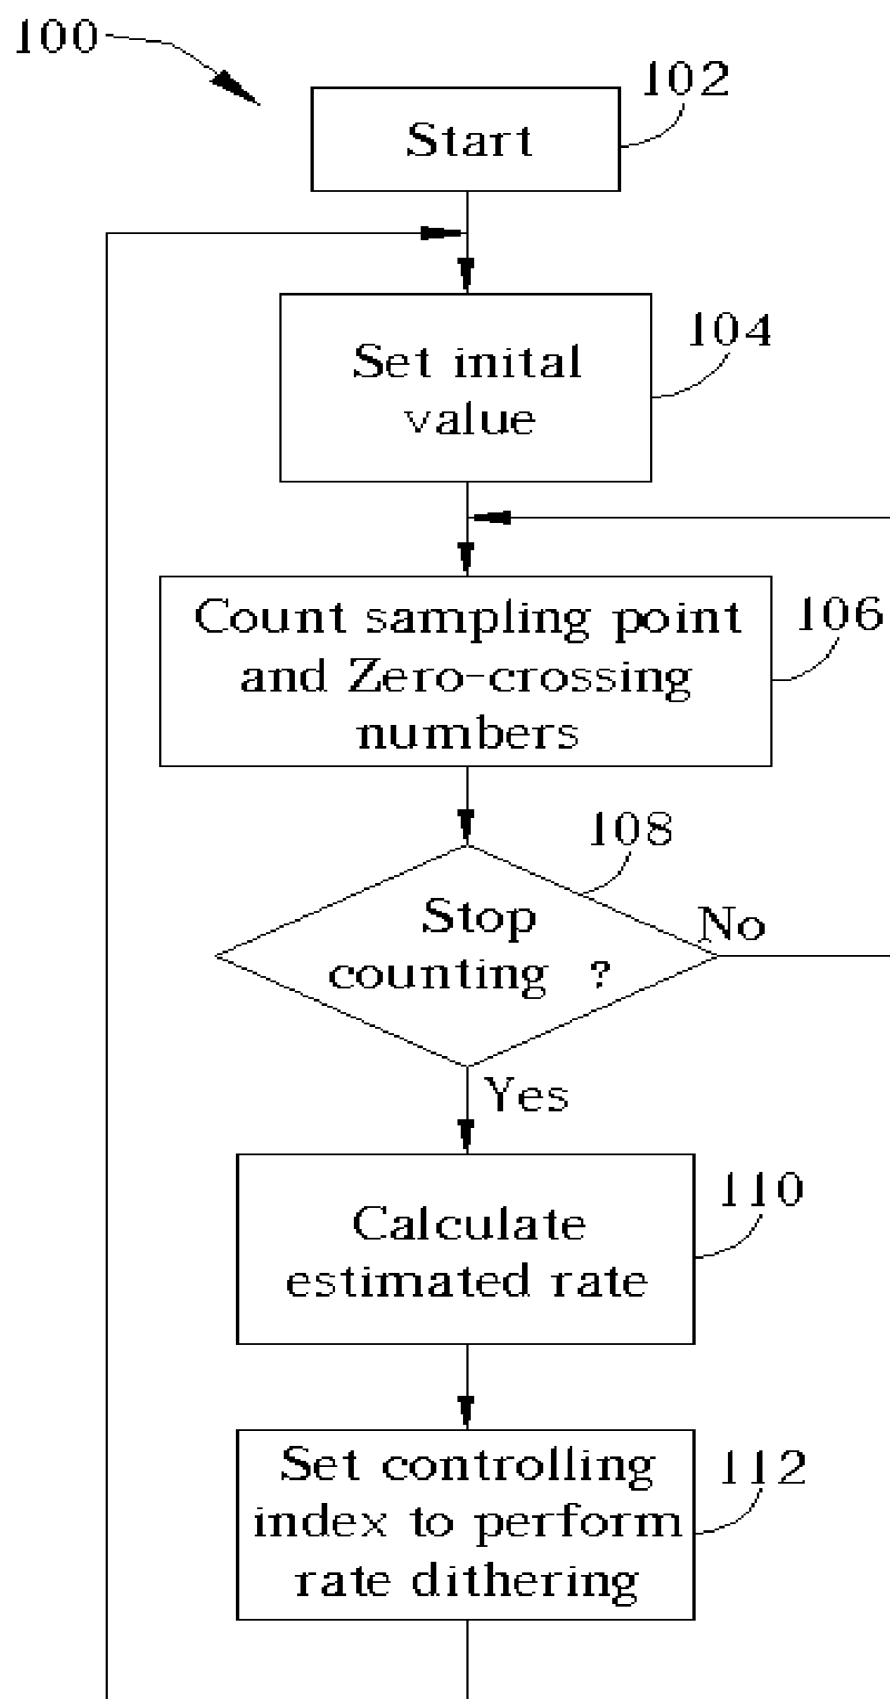 100
102
Start
104
Set inital
value
Count sampling point
and Zero-crossing
numbers
106
108
Stop
counting ?
No
Yes
110
Calculate
estimated rate
Set controlling
index to perform
rate dithering
112